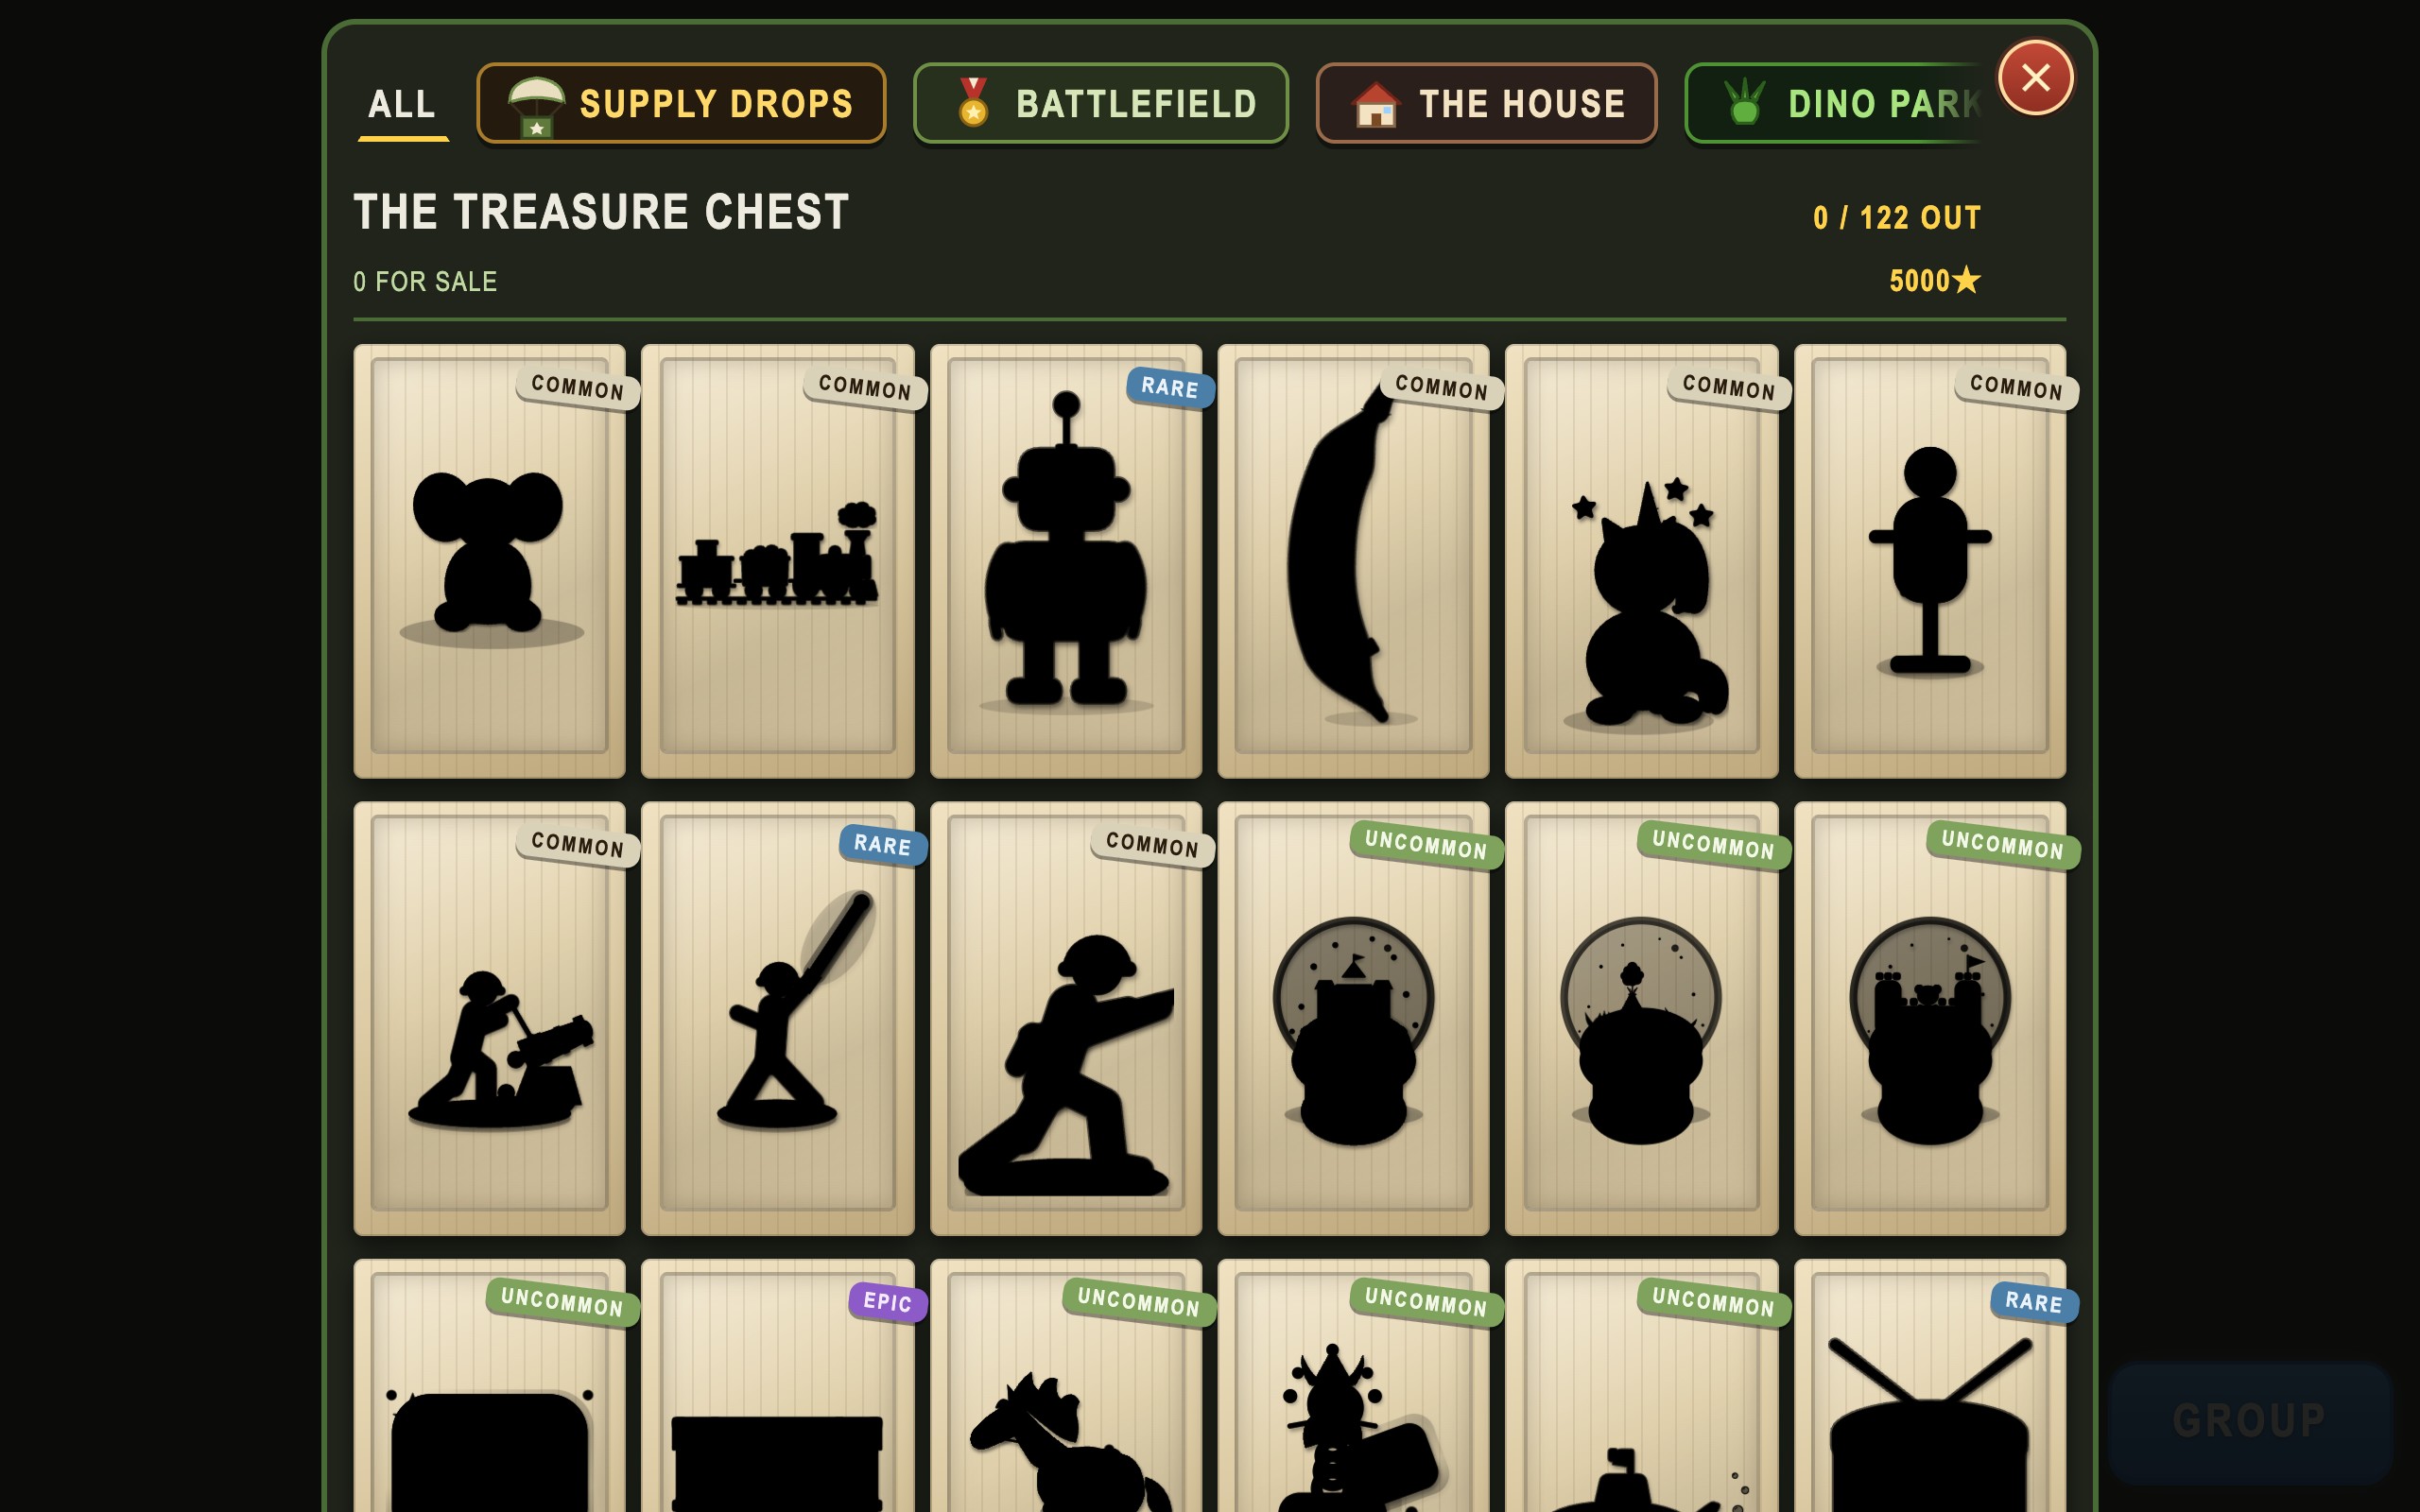 ALL
SUPPLY DROPS
BATTLEFIELD
THE HOUSE
DINO PARK
THE TREASURE CHEST
0 / 122 OUT
0 FOR SALE
5000★
COMMON
COMMON
RARE
COMMON
COMMON
COMMON
COMMON
RARE
COMMON
UNCOMMON
UNCOMMON
UNCOMMON
UNCOMMON
EPIC
UNCOMMON
UNCOMMON
UNCOMMON
RARE
GROUP